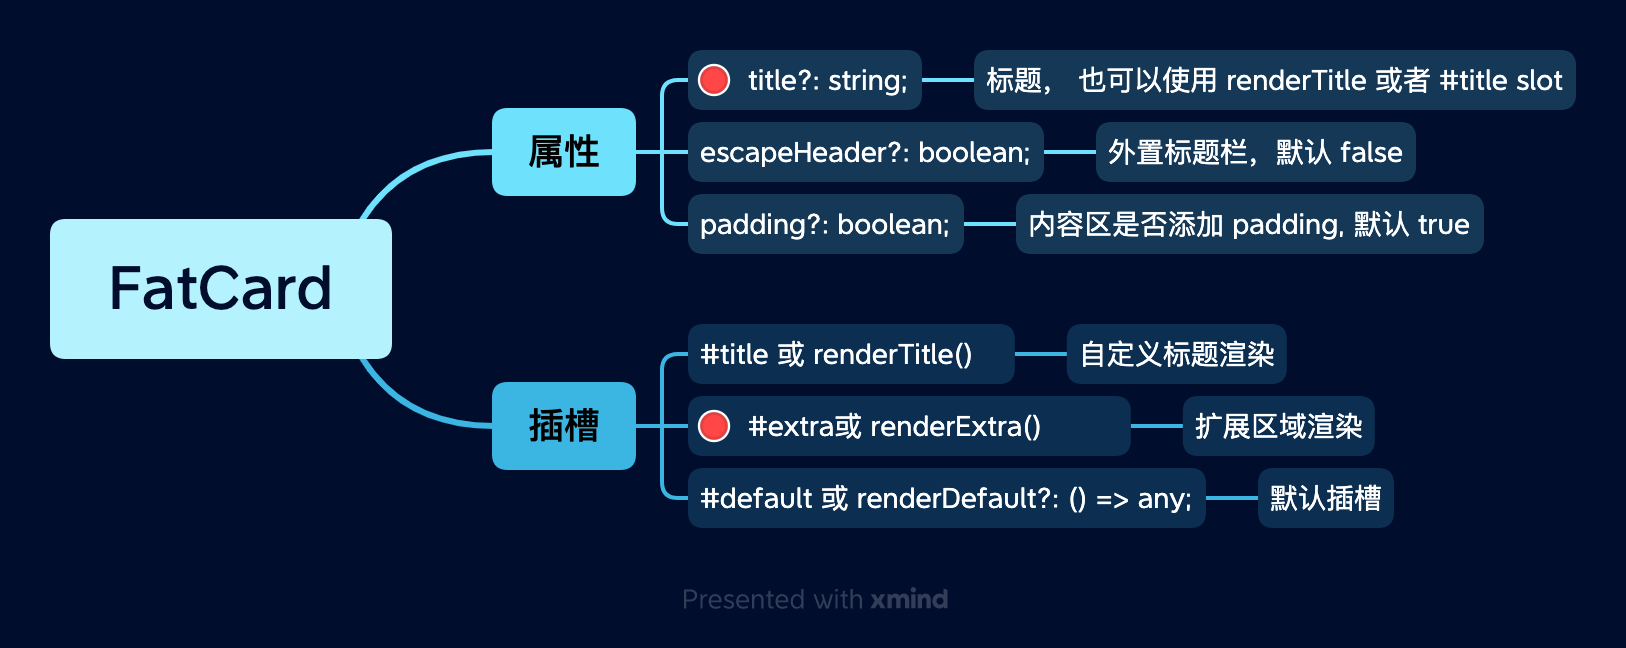 FatCard
属性
title?: string;
标题， 也可以使用 renderTitle 或者 #title slot
escapeHeader?: boolean;
外置标题栏，默认 false
padding?: boolean;
内容区是否添加 padding, 默认 true
插槽
#title 或 renderTitle()
自定义标题渲染
#extra或 renderExtra()
扩展区域渲染
#default 或 renderDefault?: () => any;
默认插槽
Presented with xmind